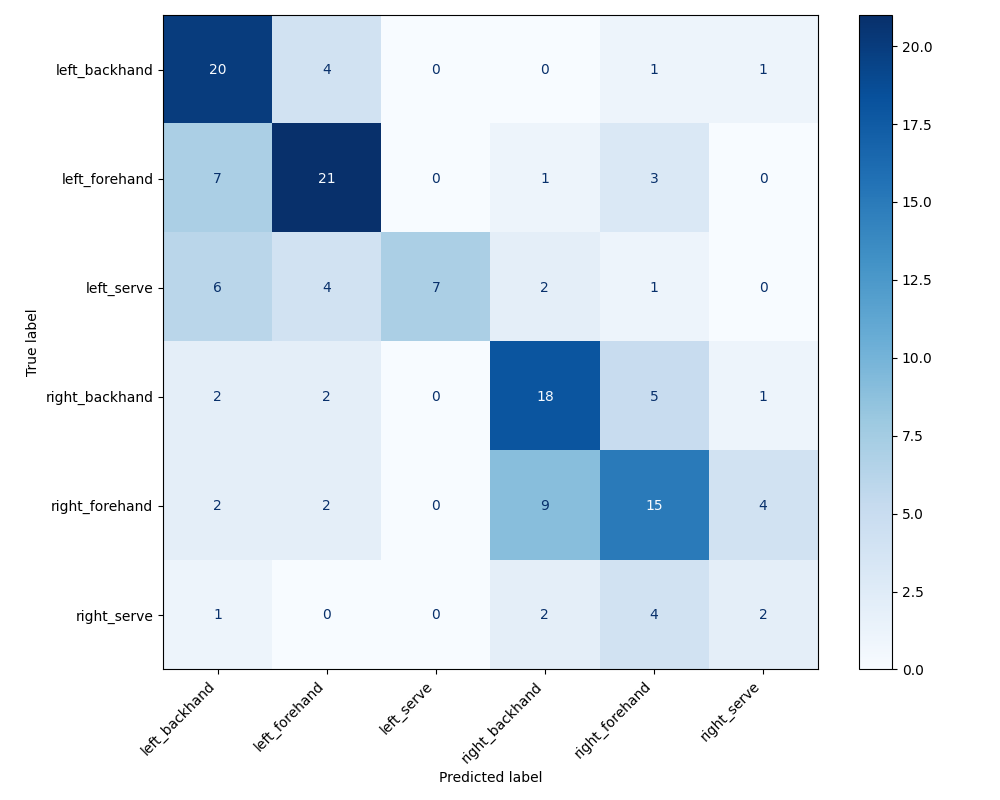 left_backhand 20 4 0 0 1 1
left_forehand 7 21 0 1 3 0
left_serve 6 4 7 2 1 0
right_backhand 2 2 0 18 5 1
right_forehand 2 2 0 9 15 4
right_serve 1 0 0 2 4 2
True label
left_backhand left_forehand left_serve right_backhand right_forehand right_serve
Predicted label
20.0
17.5
15.0
12.5
10.0
7.5
5.0
2.5
0.0